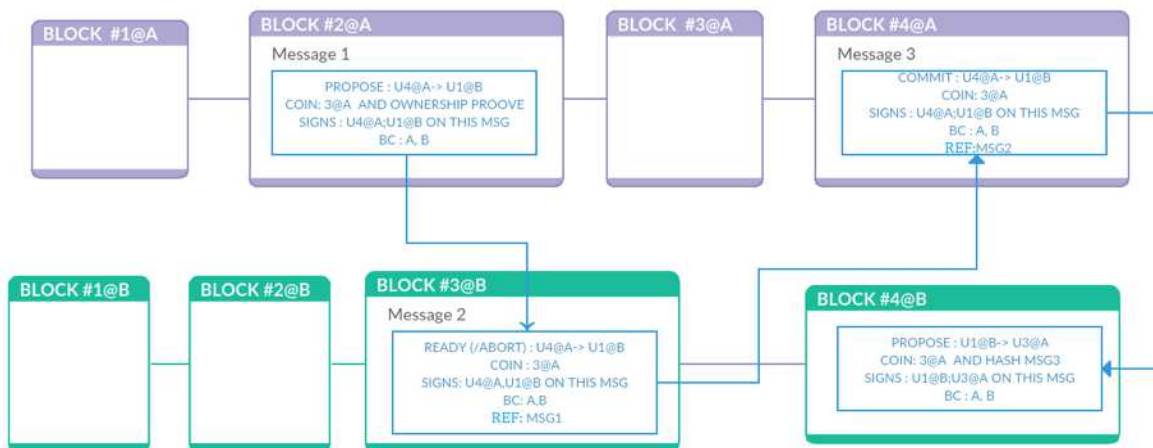 BLOCK #1@A
BLOCK #2@A
Message 1
PROPOSE : U4@A-> U1@B
COIN: 3@A AND OWNERSHIP PROOVE
SIGNS : U4@A;U1@B ON THIS MSG
BC : A, B
BLOCK #3@A
BLOCK #4@A
Message 3
COMMIT : U4@A-> U1@B
COIN: 3@A
SIGNS : U4@A;U1@B ON THIS MSG
BC : A, B
REF:MSG2
BLOCK #1@B
BLOCK #2@B
BLOCK #3@B
Message 2
READY (/ABORT) : U4@A-> U1@B
COIN : 3@A
SIGNS: U4@A,U1@B ON THIS MSG
BC: A,B
REF: MSG1
BLOCK #4@B
PROPOSE : U1@B-> U3@A
COIN: 3@A AND HASH MSG3
SIGNS : U1@B;U3@A ON THIS MSG
BC : A, B